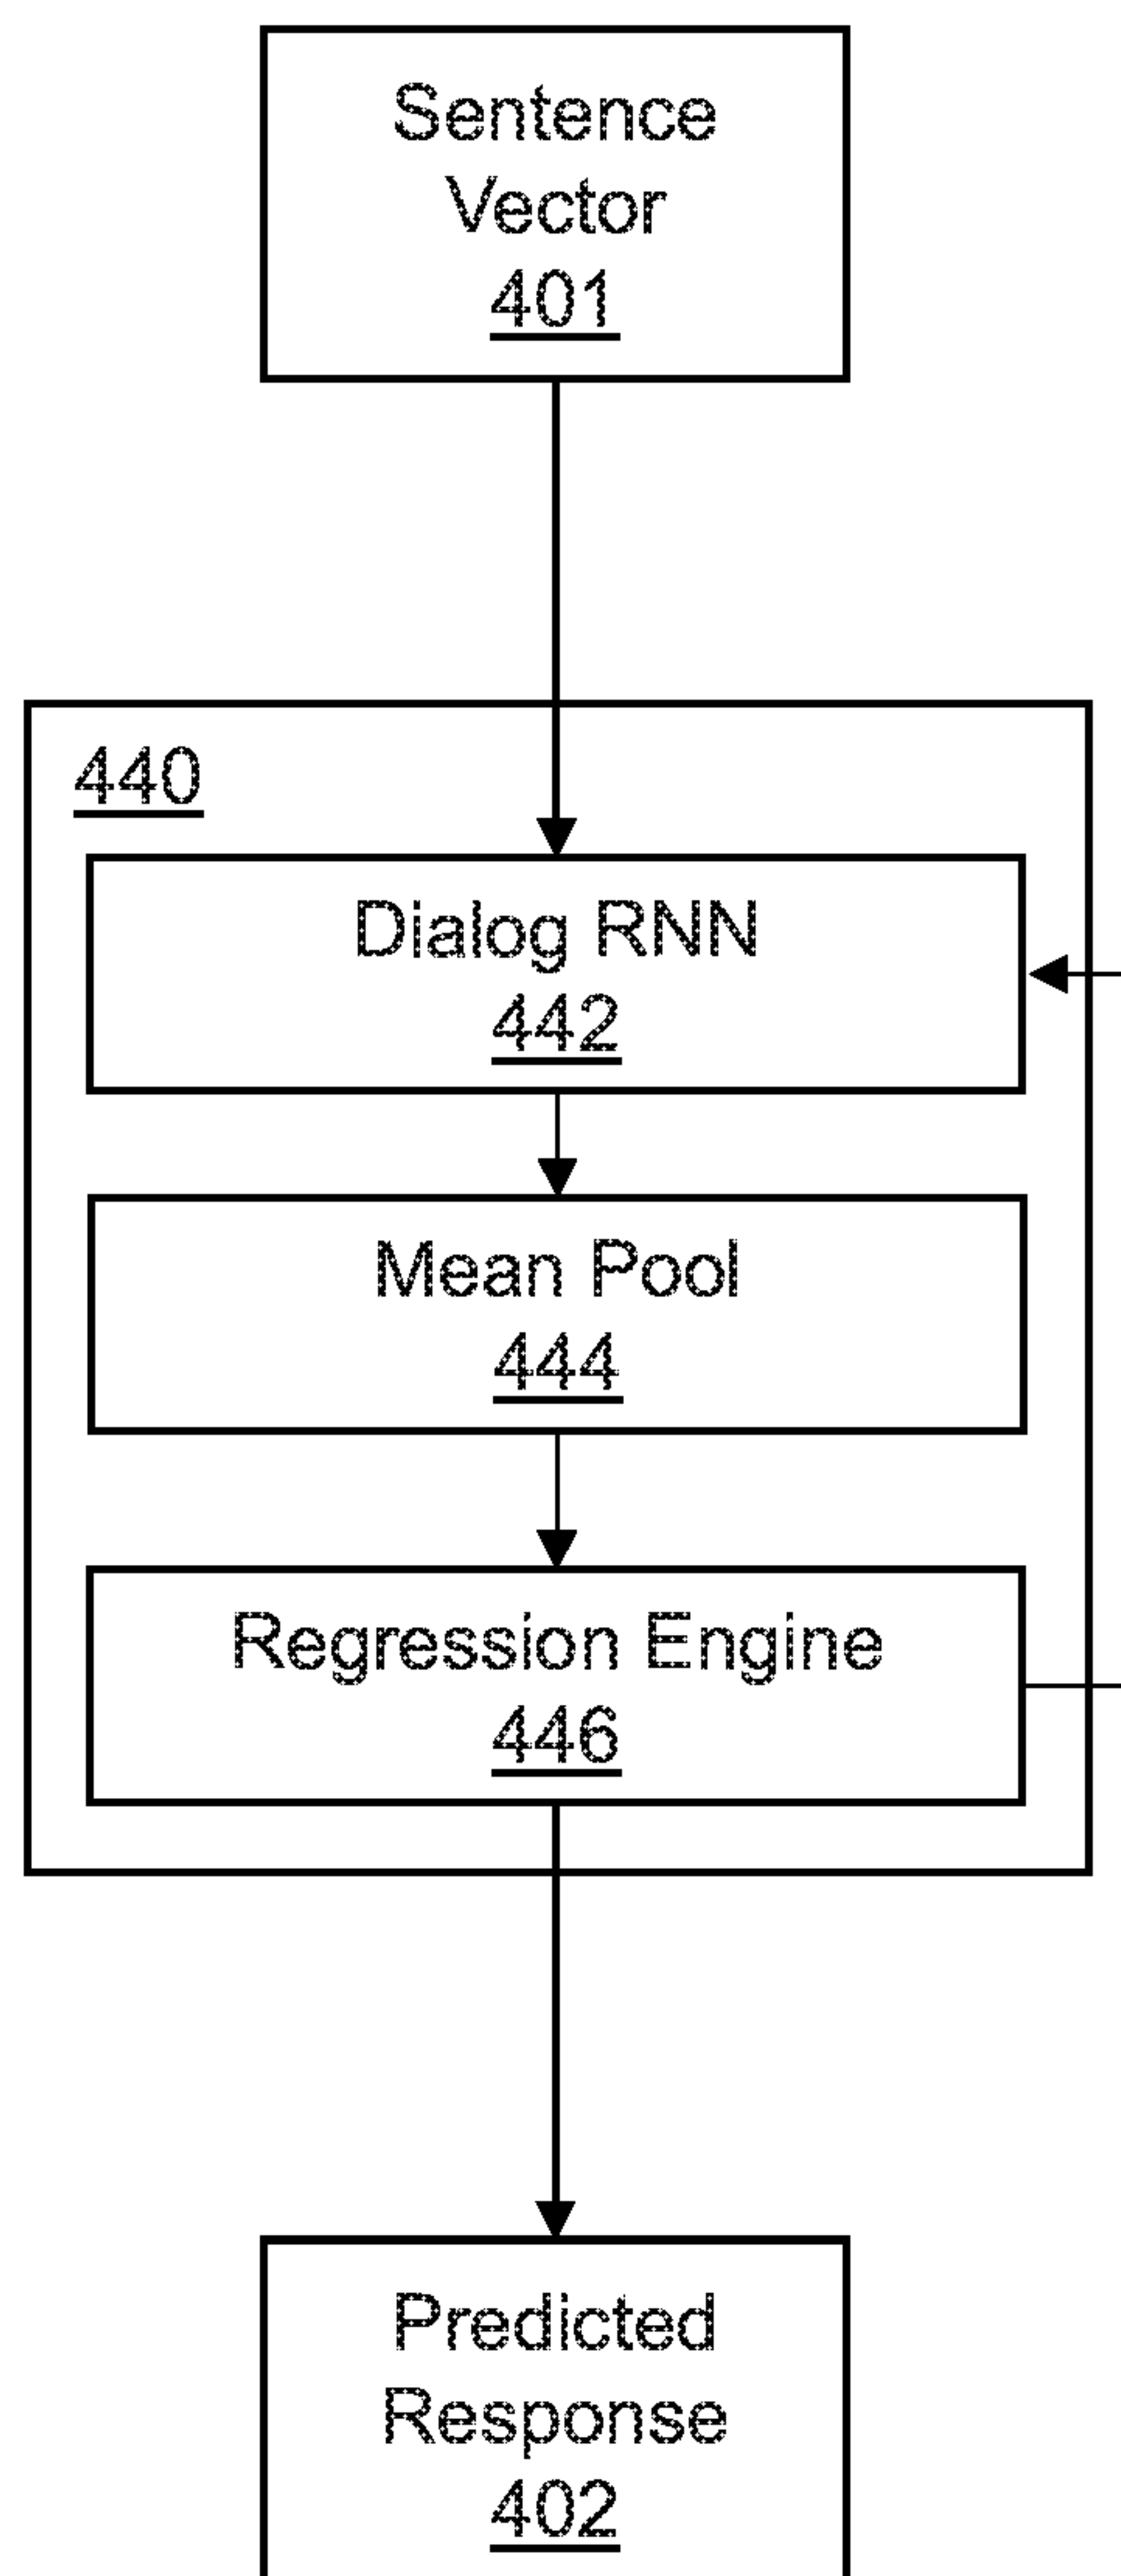 Sentence
Vector
401
440
Dialog RNN
442
Mean Pool
444
Regression Engine
446
Predicted
Response
402